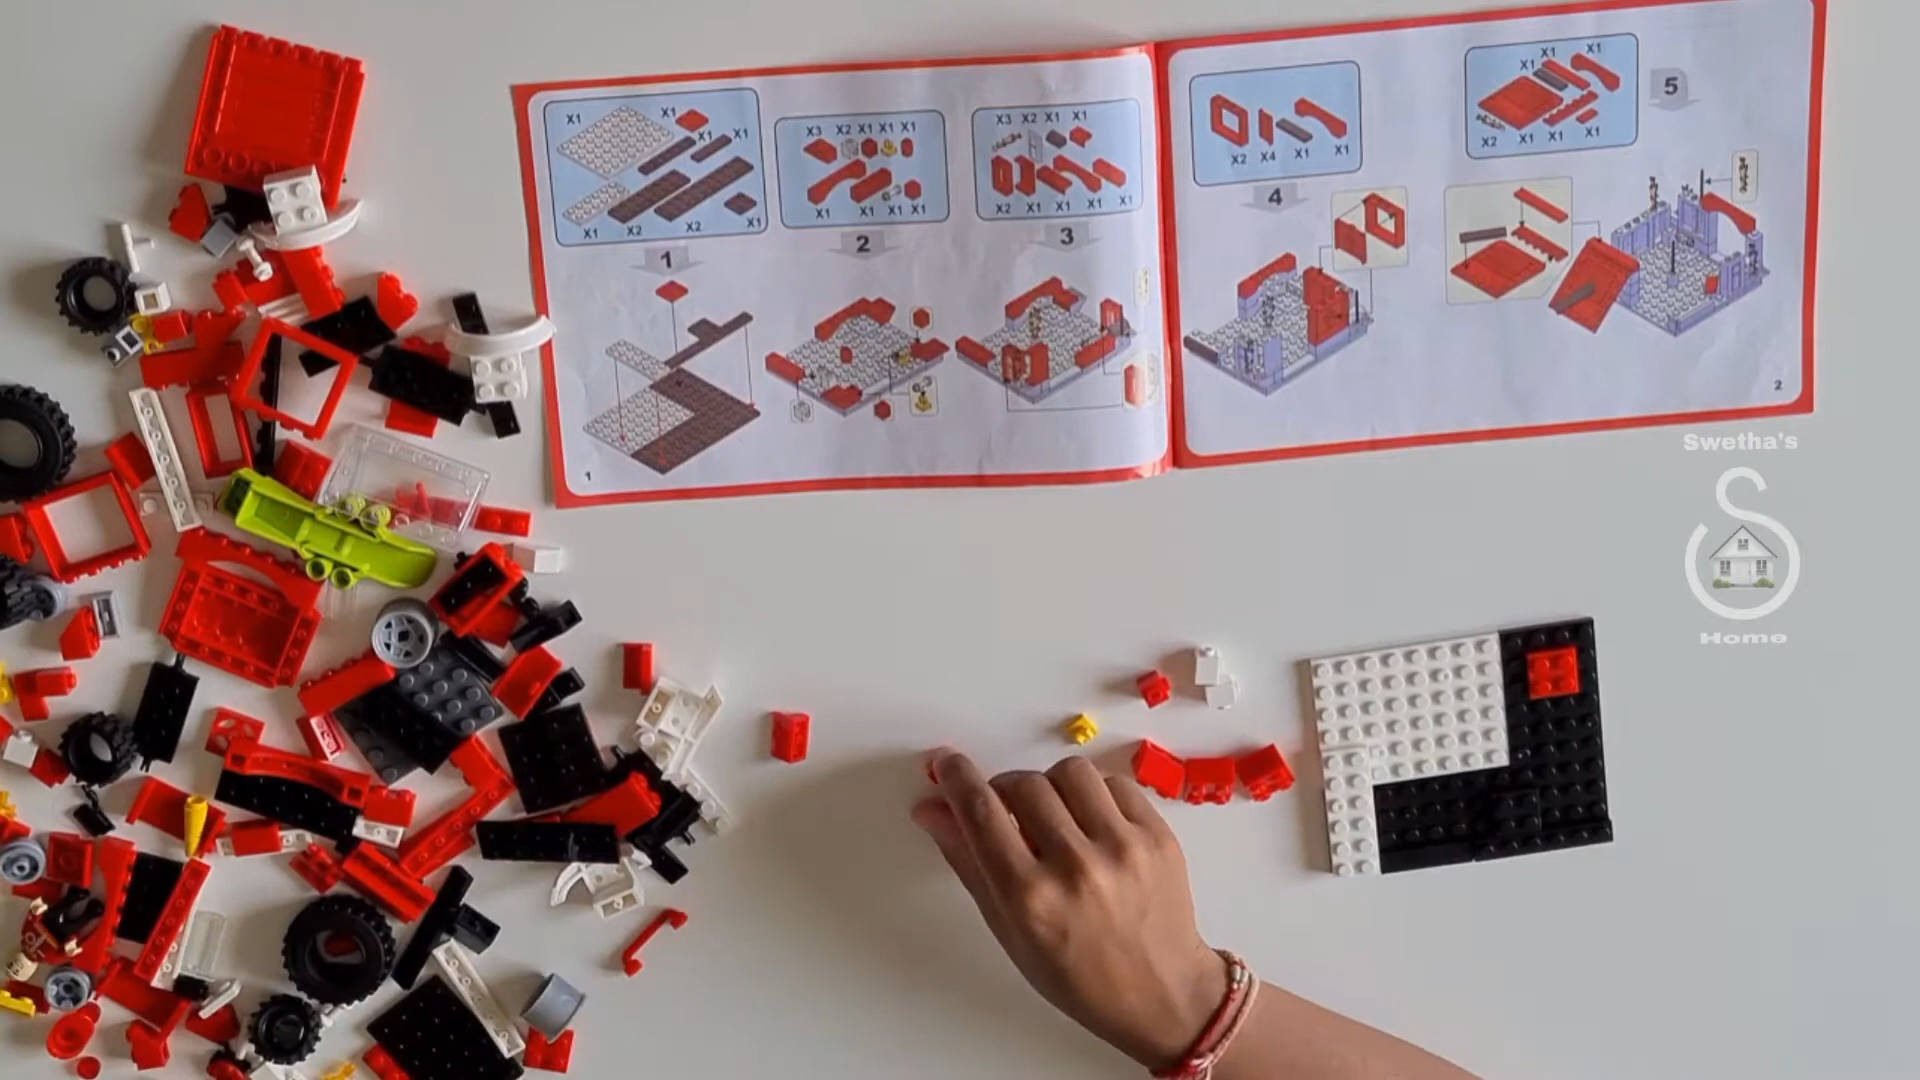 X1 X1
X1 X1
X1 X2 X2 X1
1
X3 X2 X1 X1 X1
X1 X1 X1 X1
2
X3 X2 X1 X1
X2 X1 X1 X1 X1
3
1
X2 X4 X1 X1
4
X1 X1
X1
X2 X1 X1 X1
5
2
Swetha's
S
Home